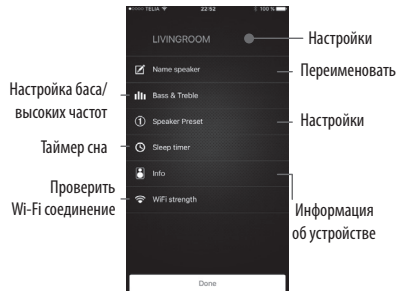 TELIA 22:52 100 %
LIVINGROOM
Настройки
Name speaker
Переименовать
Настройка баса/
высоких частот
Bass & Treble
Speaker Preset
Настройки
Таймер сна
Sleep timer
Info
Проверить
Wi-Fi соединение
WiFi strength
Информация
об устройстве
Done